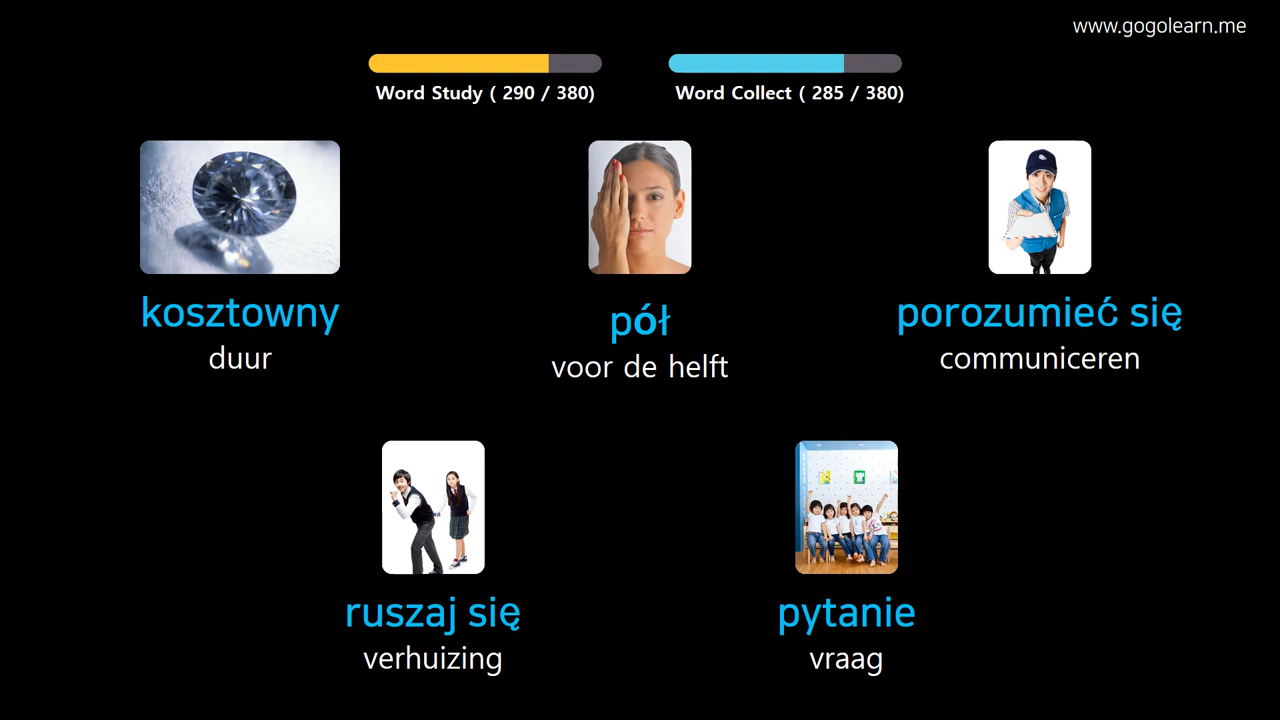 www.gogolearn.me
Word Study ( 290 / 380)
Word Collect ( 285 / 380)
kosztowny
duur
pół
voor de helft
porozumieć się
communiceren
ruszaj się
verhuizing
pytanie
vraag